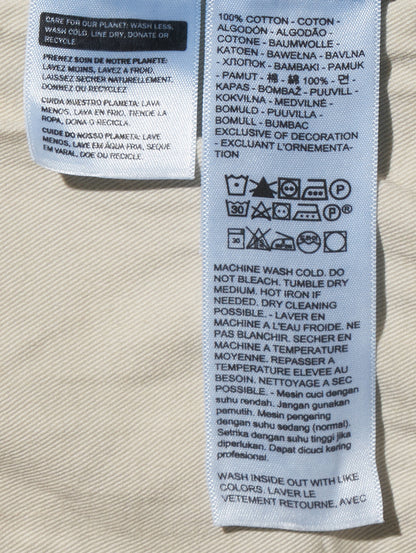 CARE FOR OUR PLANET: WASH LESS,
WASH COLD, LINE DRY, DONATE OR
RECYCLE.
PRENEZ SOIN DE NOTRE PLANETE:
LAVEZ MOINS, LAVEZ À FROID,
LAISSEZ SECHER NATURELLEMENT,
DONNEZ OU RECYCLEZ
CUIDA NUESTRO PLANETA: LAVA
MENOS, LAVA EN FRIO, TIENDE LA
ROPA, DONA O RECICLA.
CUIDE DO NOSSO PLANETA: LAVE
MENOS, LAVE EM ÁGUA FRIA, SEQUE
EM VARAL, DOE OU RECICLE.
100% COTTON - COTON -
ALGODÓN - ALGODÃO -
COTONE - BAUMWOLLE -
KATOEN - BAWEŁNA - BAVLNA
- ХЛОПОК - BAMBAKI - PAMUK
- PAMUT - 棉 - 綿 100% - 면 -
KAPAS - BOMBAŽ - PUUVILL -
KOKVILNA - MEDVILNĖ -
BOMULD - PUUVILLA -
BOMULL - BUMBAC
EXCLUSIVE OF DECORATION
- EXCLUANT L'ORNEMENTA-
TION
P
30 P®
30
MACHINE WASH COLD. DO
NOT BLEACH. TUMBLE DRY
MEDIUM. HOT IRON IF
NEEDED. DRY CLEANING
POSSIBLE. - LAVER EN
MACHINE A L'EAU FROIDE. NE
PAS BLANCHIR. SECHER EN
MACHINE A TEMPERATURE
MOYENNE. REPASSER A
TEMPERATURE ELEVEE AU
BESOIN. NETTOYAGE A SEC
POSSIBLE. - Mesin cuci dengan
suhu rendah. Jangan gunakan
pemutih. Mesin pengering
dengan suhu sedang (normal).
Setrika dengan suhu tinggi jika
diperlukan. Dapat dicuci kering
profesional.
WASH INSIDE OUT WITH LIKE
COLORS. LAVER LE
VETEMENT RETOURNE, AVEC